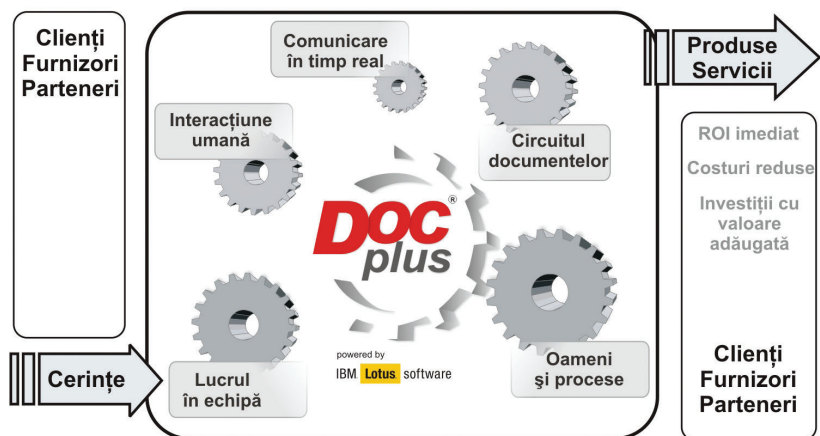 Clienți
Furnizori
Parteneri
Cerințe
Comunicare
în timp real
Interacțiune
umană
Circuitul
documentelor
DOC®
plus
powered by
IBM Lotus software
Lucrul
în echipă
Oameni
şi procese
Produse
Servicii
ROI imediat
Costuri reduse
Investiții cu
valoare
adăugată
Clienți
Furnizori
Parteneri